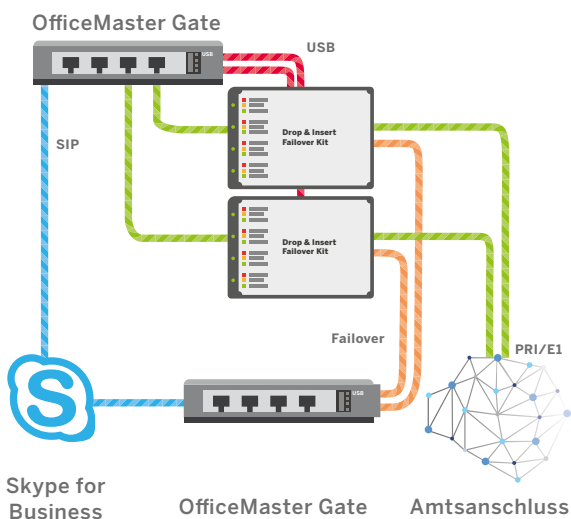 OfficeMaster Gate
USB
USB
SIP
Drop & Insert
Failover Kit
Drop & Insert
Failover Kit
Failover
PRI/E1
USB
S
Skype for
Business
OfficeMaster Gate
Amtsanschluss